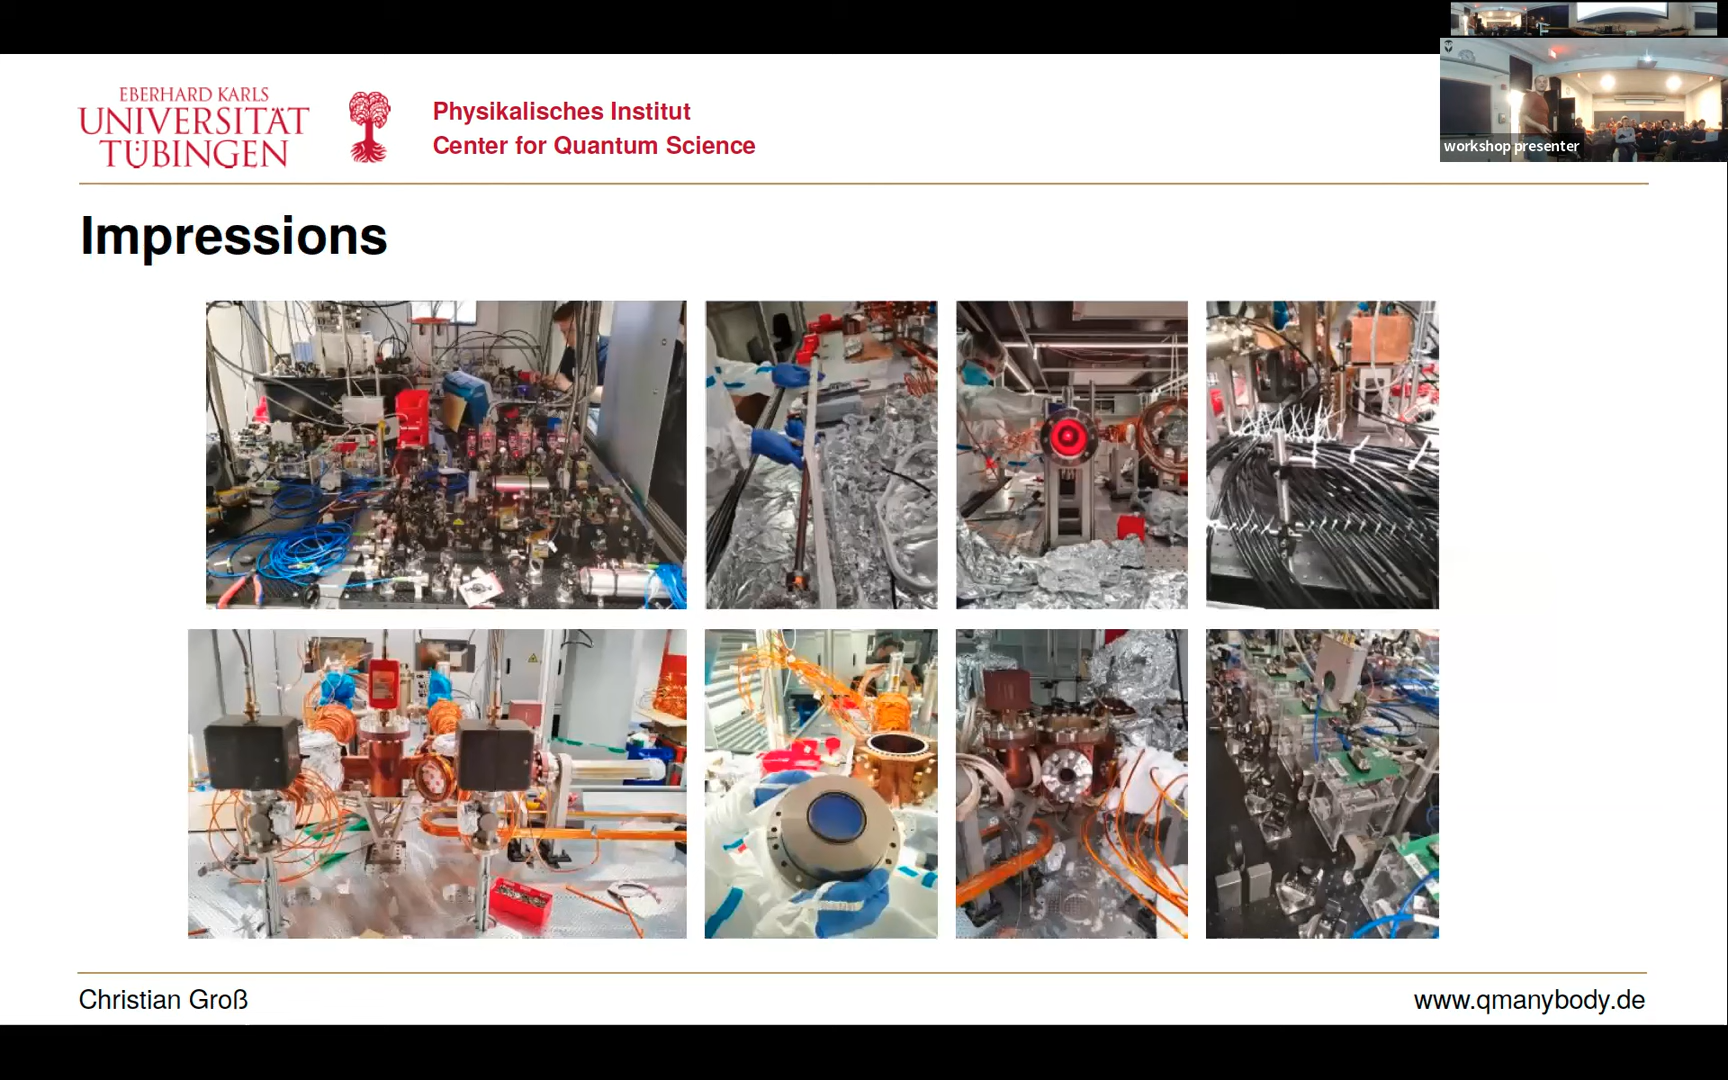 EBERHARD KARLS
UNIVERSITÄT
TÜBINGEN
Physikalisches Institut
Center for Quantum Science
workshop presenter
Impressions
Christian Groß
www.qmanybody.de